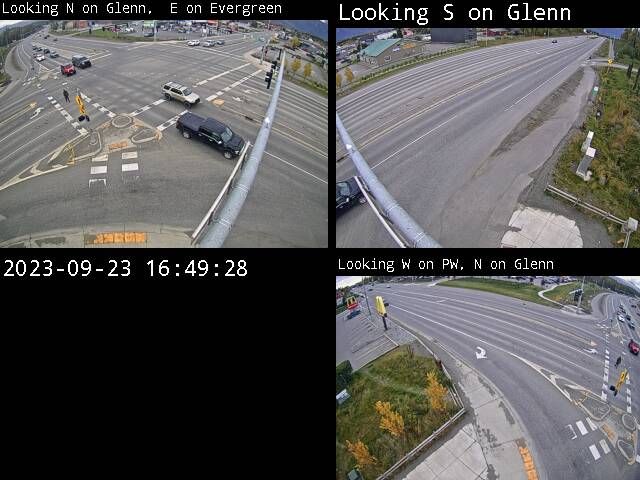 Looking N on Glenn,  E on Evergreen
Looking S on Glenn
2023-09-23 16:49:28
Looking W on PW, N on Glenn